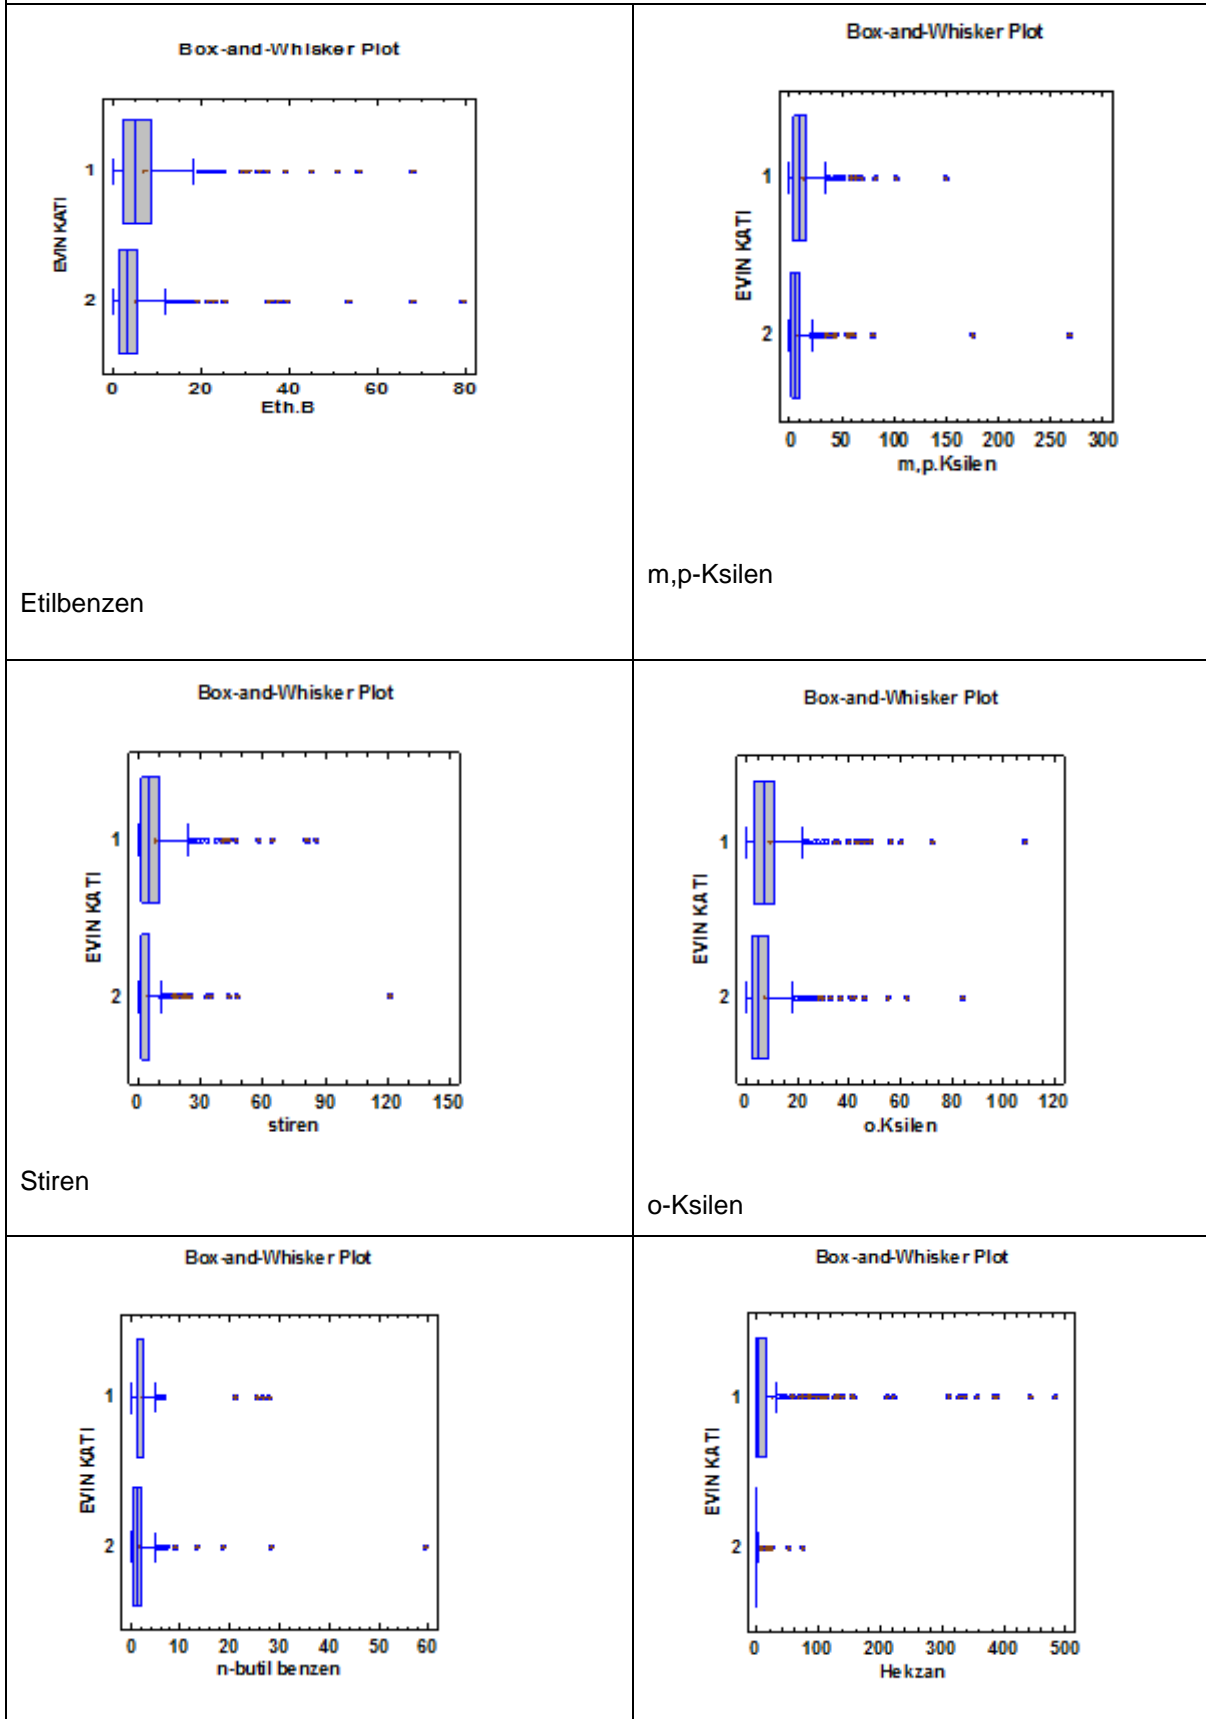 Box-and-Whisker Plot
EVIN KATI
1
2
0 20 40 60 80
Eth.B
Etilbenzen
Box-and-Whisker Plot
EVIN KATI
1
2
0 50 100 150 200 250 300
m,p.Ksilen
m,p-Ksilen
Box-and-Whisker Plot
EVIN KATI
1
2
0 30 60 90 120 150
stiren
Stiren
Box-and-Whisker Plot
EVIN KATI
1
2
0 20 40 60 80 100 120
o.Ksilen
o-Ksilen
Box-and-Whisker Plot
EVIN KATI
1
2
0 10 20 30 40 50 60
n-butil benzen
Box-and-Whisker Plot
EVIN KATI
1
2
0 100 200 300 400 500
Hekzan